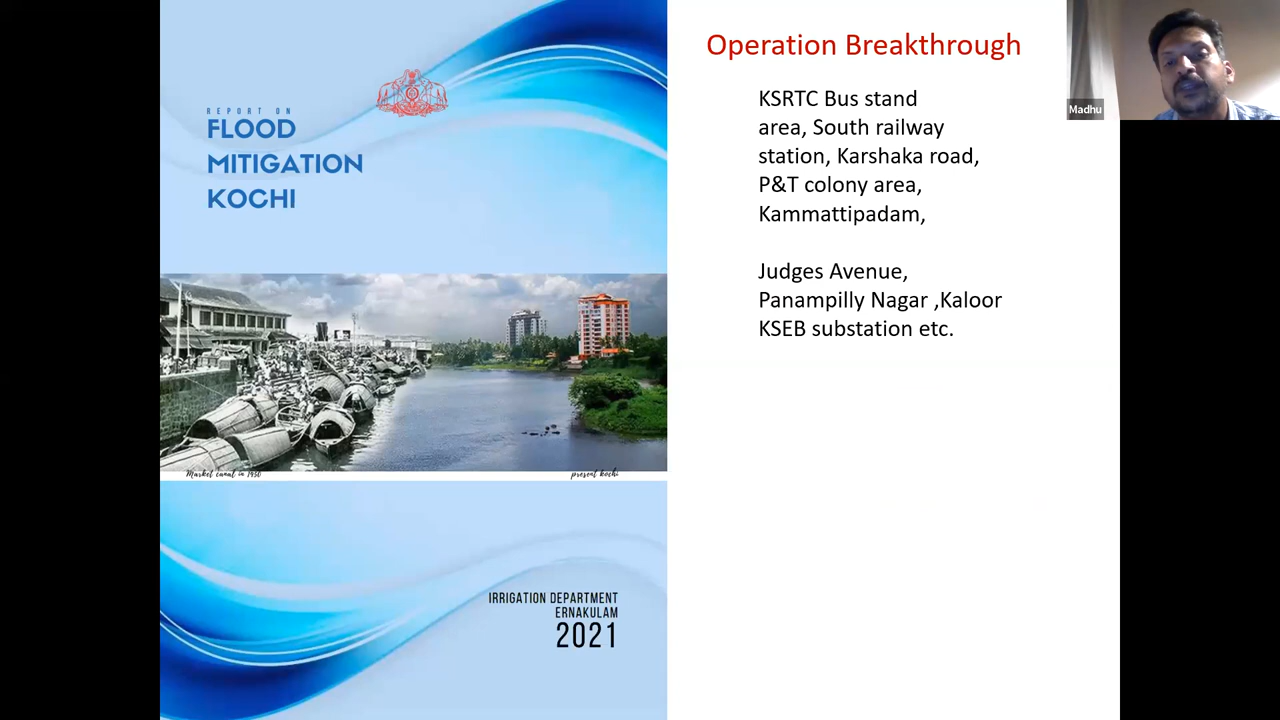 REPORT ON
FLOOD
MITIGATION
KOCHI
Market canal in 1950
present kochi
IRRIGATION DEPARTMENT
ERNAKULAM
2021
Operation Breakthrough
KSRTC Bus stand
area, South railway
station, Karshaka road,
P&T colony area,
Kammattipadam,
Judges Avenue,
Panampilly Nagar ,Kaloor
KSEB substation etc.
Madhu